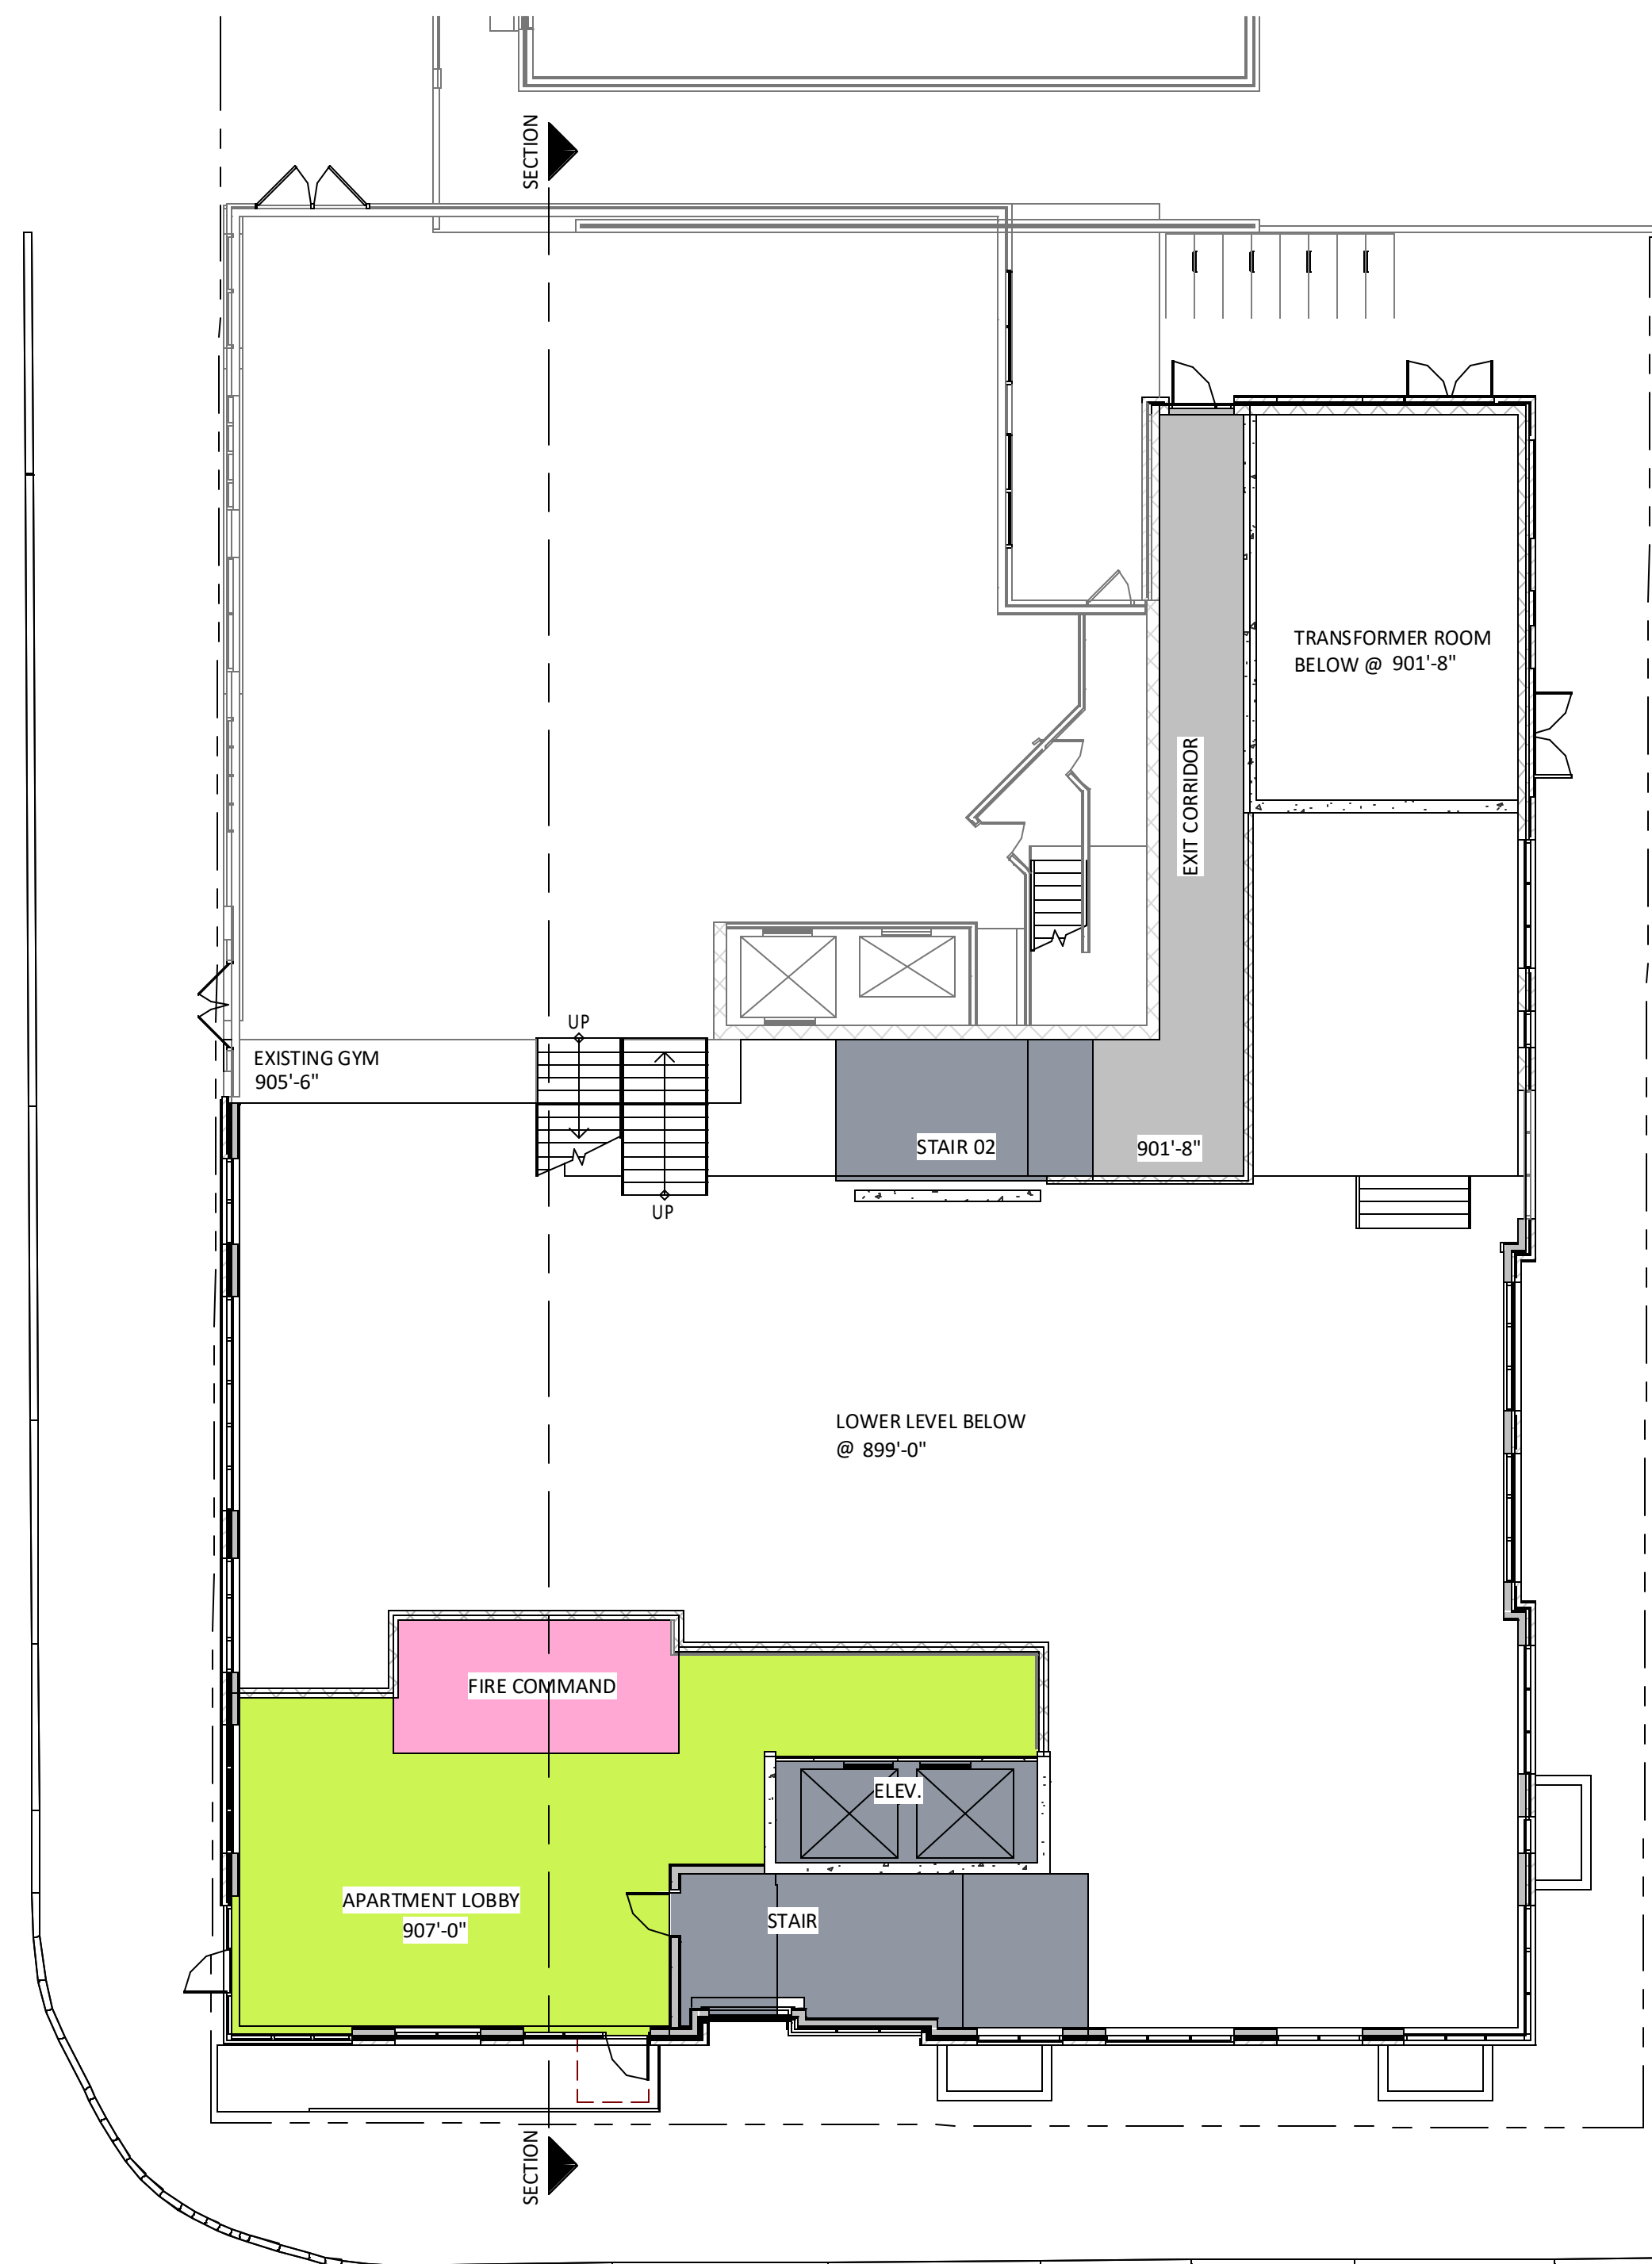 SECTION
TRANSFORMER ROOM
BELOW @ 901'-8"
EXIT CORRIDOR
UP
EXISTING GYM
905'-6"
STAIR 02
901'-8"
UP
LOWER LEVEL BELOW
@ 899'-0"
FIRE COMMAND
ELEV.
APARTMENT LOBBY
907'-0"
STAIR
SECTION